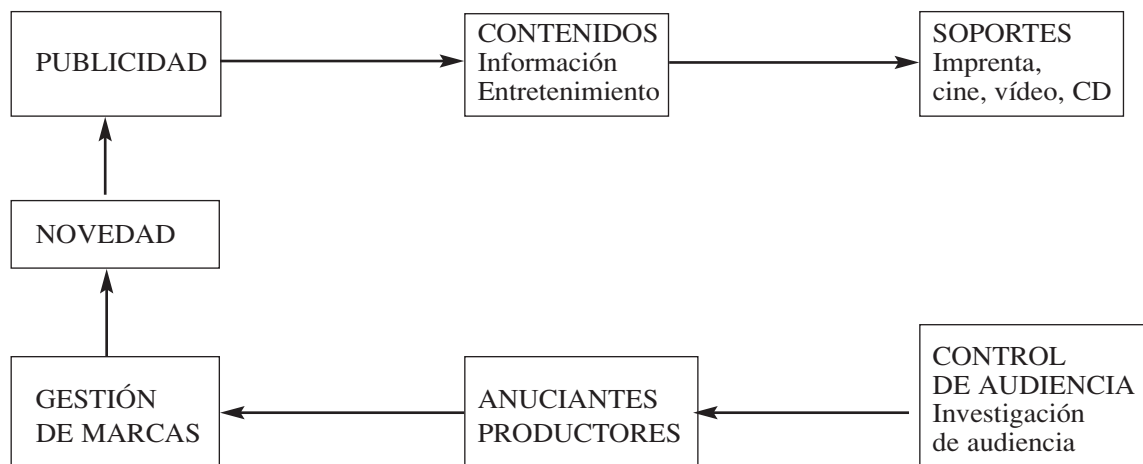 PUBLICIDAD
CONTENIDOS
Información
Entretenimiento
SOPORTES
Imprenta,
cine, vídeo, CD
NOVEDAD
GESTIÓN
DE MARCAS
ANUCIANTES
PRODUCTORES
CONTROL
DE AUDIENCIA
Investigación
de audiencia